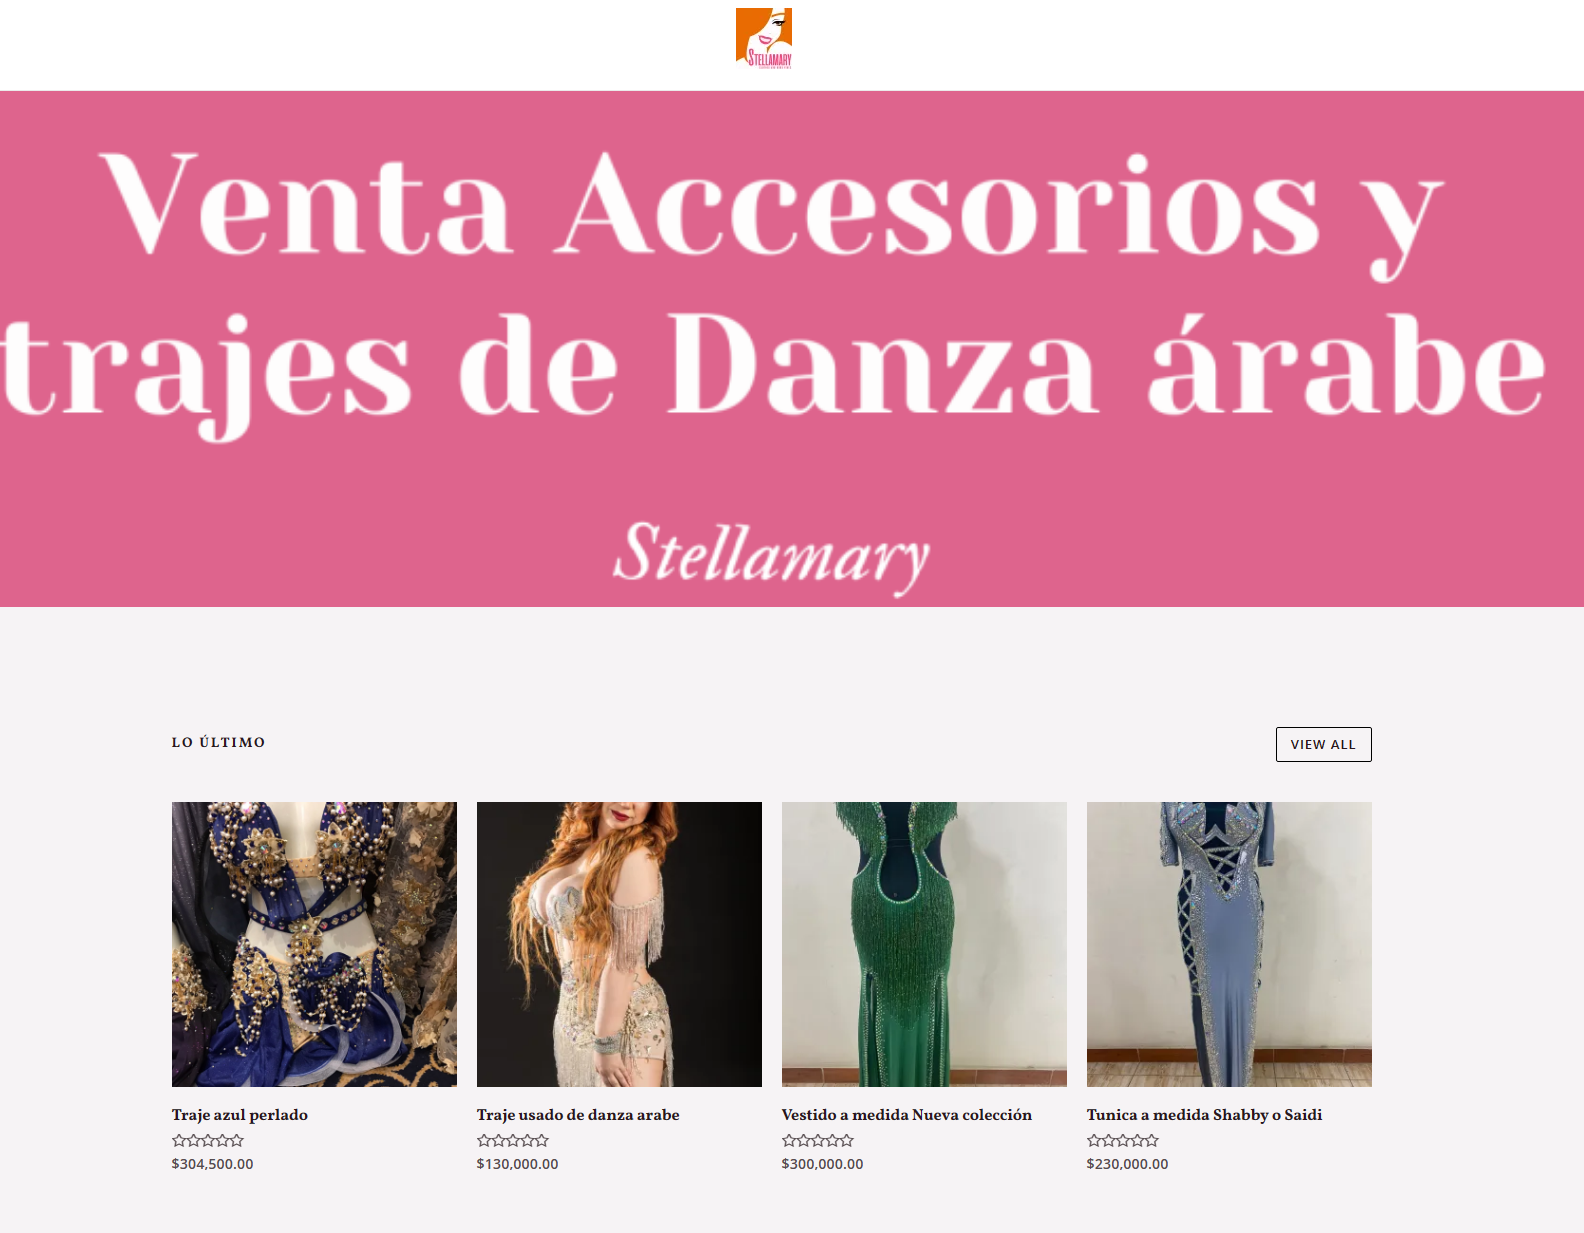 STELLAMARY
Venta Accesorios y
trajes de Danza árabe
Stellamary
LO ÚLTIMO
VIEW ALL
Traje azul perlado
$304,500.00
Traje usado de danza arabe
$130,000.00
Vestido a medida Nueva colección
$300,000.00
Tunica a medida Shabby o Saidi
$230,000.00